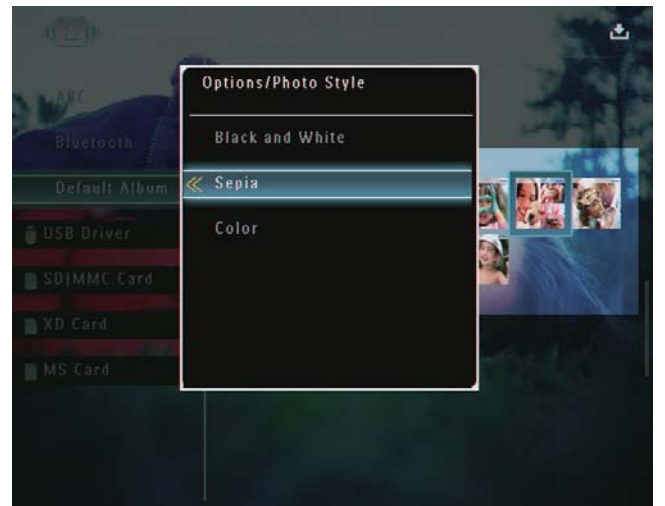 Options/Photo Style
Black and White
Sepia
Color
ARC
Bluetooth
Default Album
USB Driver
SD|MMC Card
XD Card
MS Card